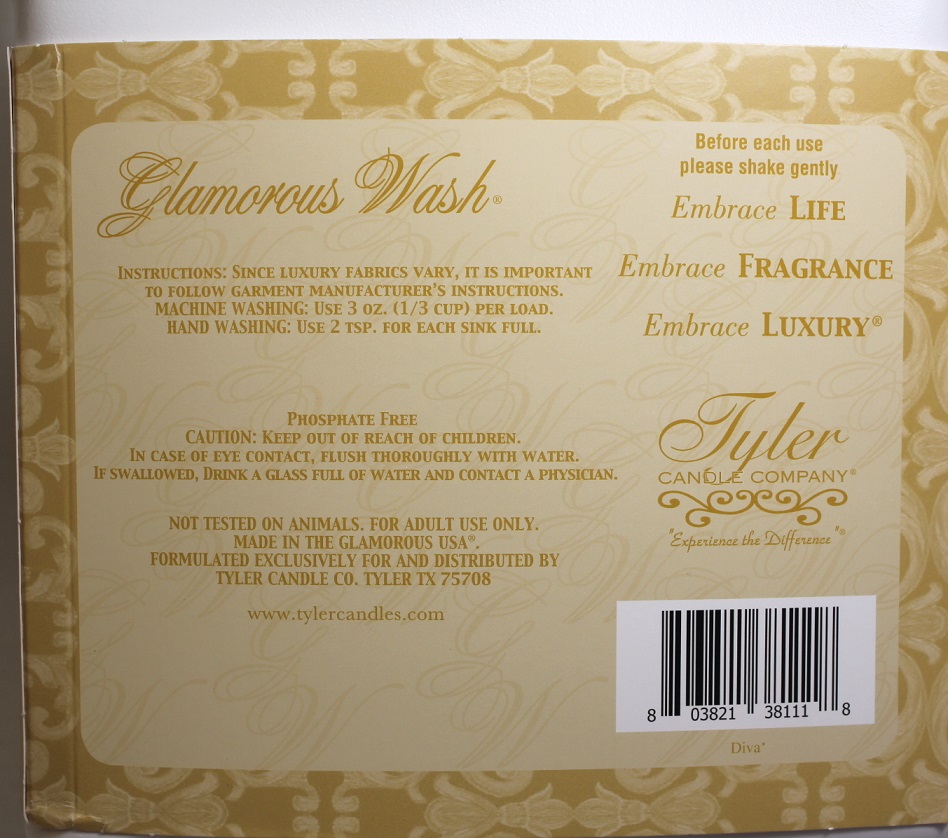 Glamorous Wash®
INSTRUCTIONS: SINCE LUXURY FABRICS VARY, IT IS IMPORTANT
TO FOLLOW GARMENT MANUFACTURER'S INSTRUCTIONS.
MACHINE WASHING: USE 3 OZ. (1/3 CUP) PER LOAD.
HAND WASHING: USE 2 TSP. FOR EACH SINK FULL.
PHOSPHATE FREE
CAUTION: KEEP OUT OF REACH OF CHILDREN.
IN CASE OF EYE CONTACT, FLUSH THOROUGHLY WITH WATER.
IF SWALLOWED, DRINK A GLASS FULL OF WATER AND CONTACT A PHYSICIAN.
NOT TESTED ON ANIMALS. FOR ADULT USE ONLY.
MADE IN THE GLAMOROUS USA®.
FORMULATED EXCLUSIVELY FOR AND DISTRIBUTED BY
TYLER CANDLE CO. TYLER TX 75708
www.tylercandles.com
Before each use
please shake gently
Embrace LIFE
Embrace FRAGRANCE
Embrace LUXURY®
Tyler
CANDLE COMPANY®
"Experience the Difference"®
8 03821 38111 8
Diva®